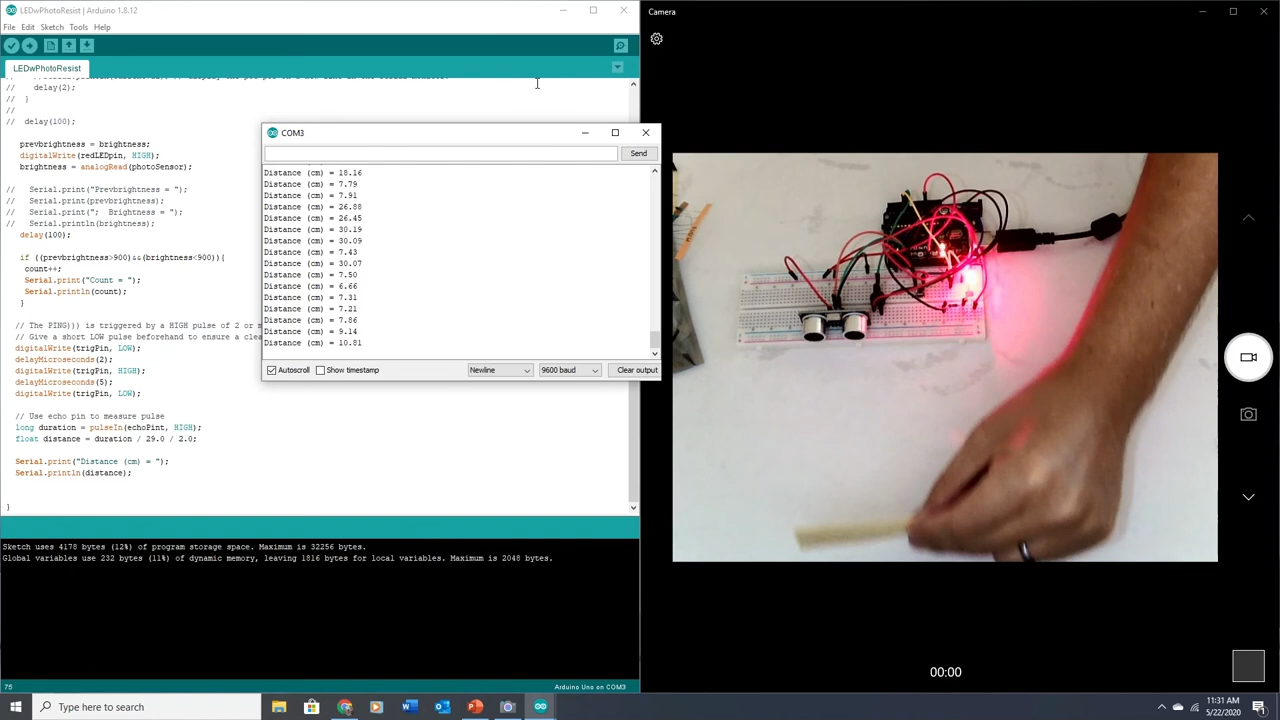 LEDwPhotoResist | Arduino 1.8.12
File Edit Sketch Tools Help
LEDwPhotoResist
//     delay(2);
//   }
//
//   delay(100);
prevbrightness = brightness;
digitalWrite(redLEDpin, HIGH);
brightness = analogRead(photoSensor);
//   Serial.print("Prevbrightness = ");
//   Serial.print(prevbrightness);
//   Serial.print(";  Brightness = ");
//   Serial.println(brightness);
delay(100);
if ((prevbrightness>900)&&(brightness<900)){
count++;
Serial.print("Count = ");
Serial.println(count);
}
// The PING))) is triggered by a HIGH pulse of 2 or
// Give a short LOW pulse beforehand to ensure a
digitalWrite(trigPin, LOW);
delayMicroseconds(2);
digitalWrite(trigPin, HIGH);
delayMicroseconds(5);
digitalWrite(trigPin, LOW);
// Use echo pin to measure pulse
long duration = pulseIn(echoPint, HIGH);
float distance = duration / 29.0 / 2.0;
Serial.print("Distance (cm) = ");
Serial.println(distance);
}
Sketch uses 4178 bytes (12%) of program storage space. Maximum is 32256 bytes.
Global variables use 232 bytes (11%) of dynamic memory, leaving 1816 bytes for local variables. Maximum is 2048 bytes.
75
Arduino Uno on COM3
COM3
Send
Distance (cm) = 18.16
Distance (cm) = 7.79
Distance (cm) = 7.91
Distance (cm) = 26.88
Distance (cm) = 26.45
Distance (cm) = 30.19
Distance (cm) = 30.09
Distance (cm) = 7.43
Distance (cm) = 30.07
Distance (cm) = 7.50
Distance (cm) = 6.66
Distance (cm) = 7.31
Distance (cm) = 7.21
Distance (cm) = 7.86
Distance (cm) = 9.14
Distance (cm) = 10.81
Autoscroll Show timestamp Newline 9600 baud Clear output
Camera
00:00
Type here to search
11:31 AM
5/22/2020